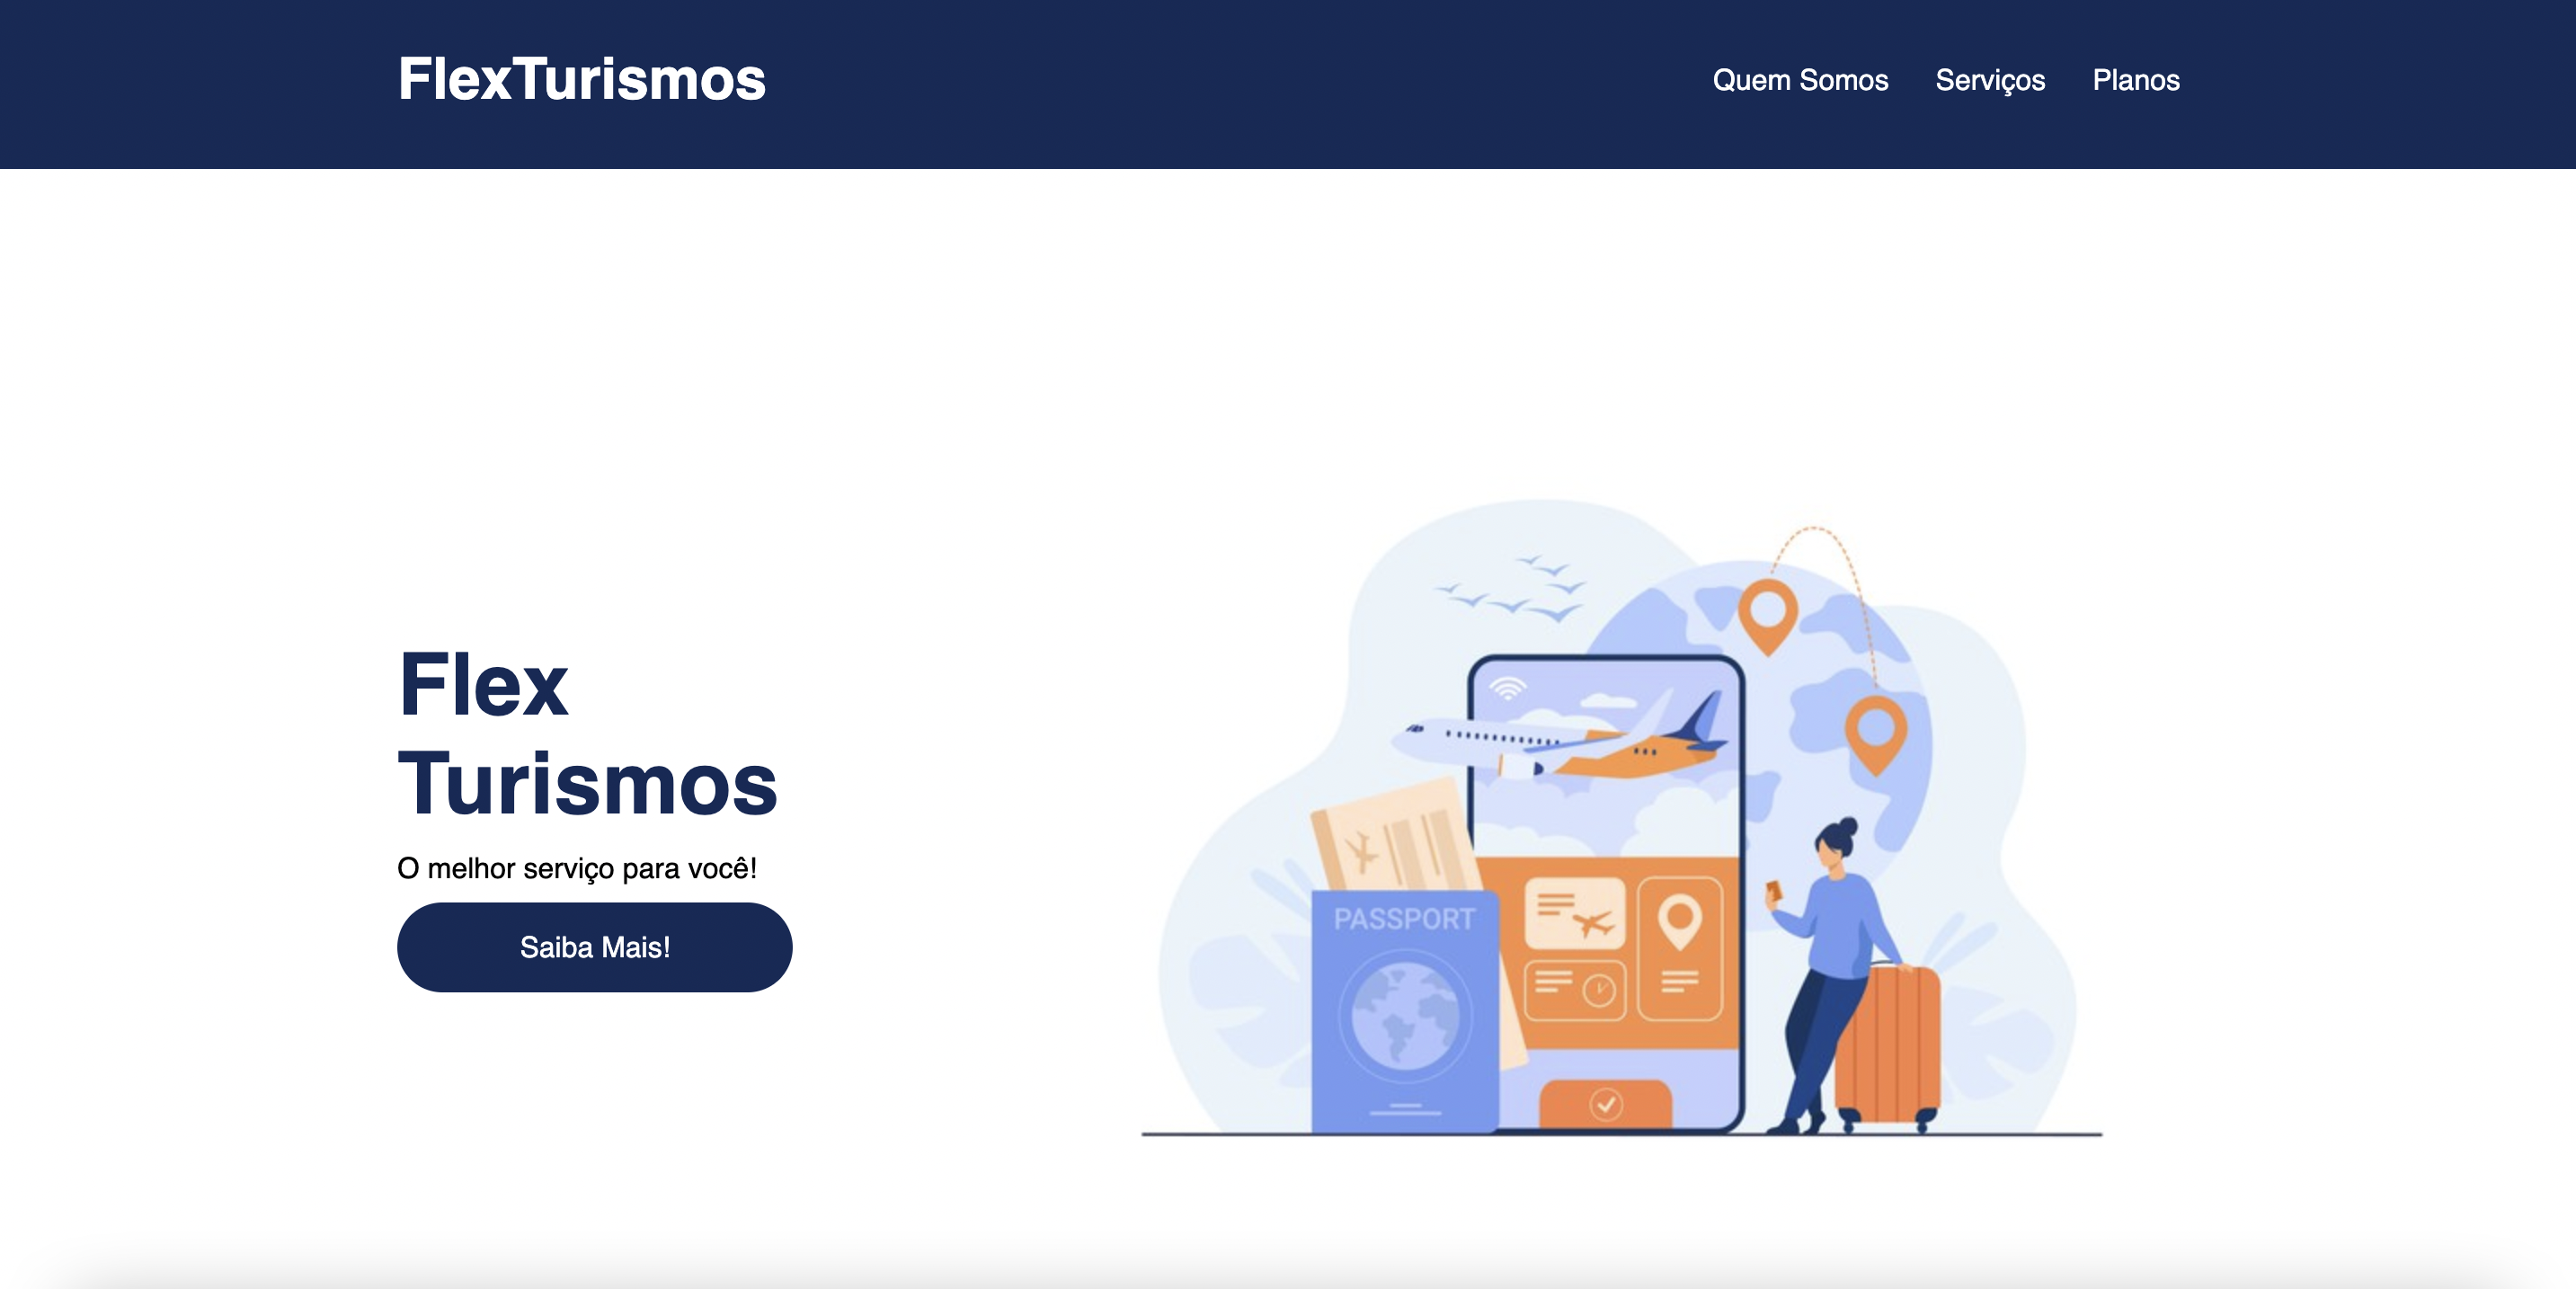 FlexTurismos
Quem Somos Serviços Planos
Flex
Turismos
O melhor serviço para você!
Saiba Mais!
PASSPORT